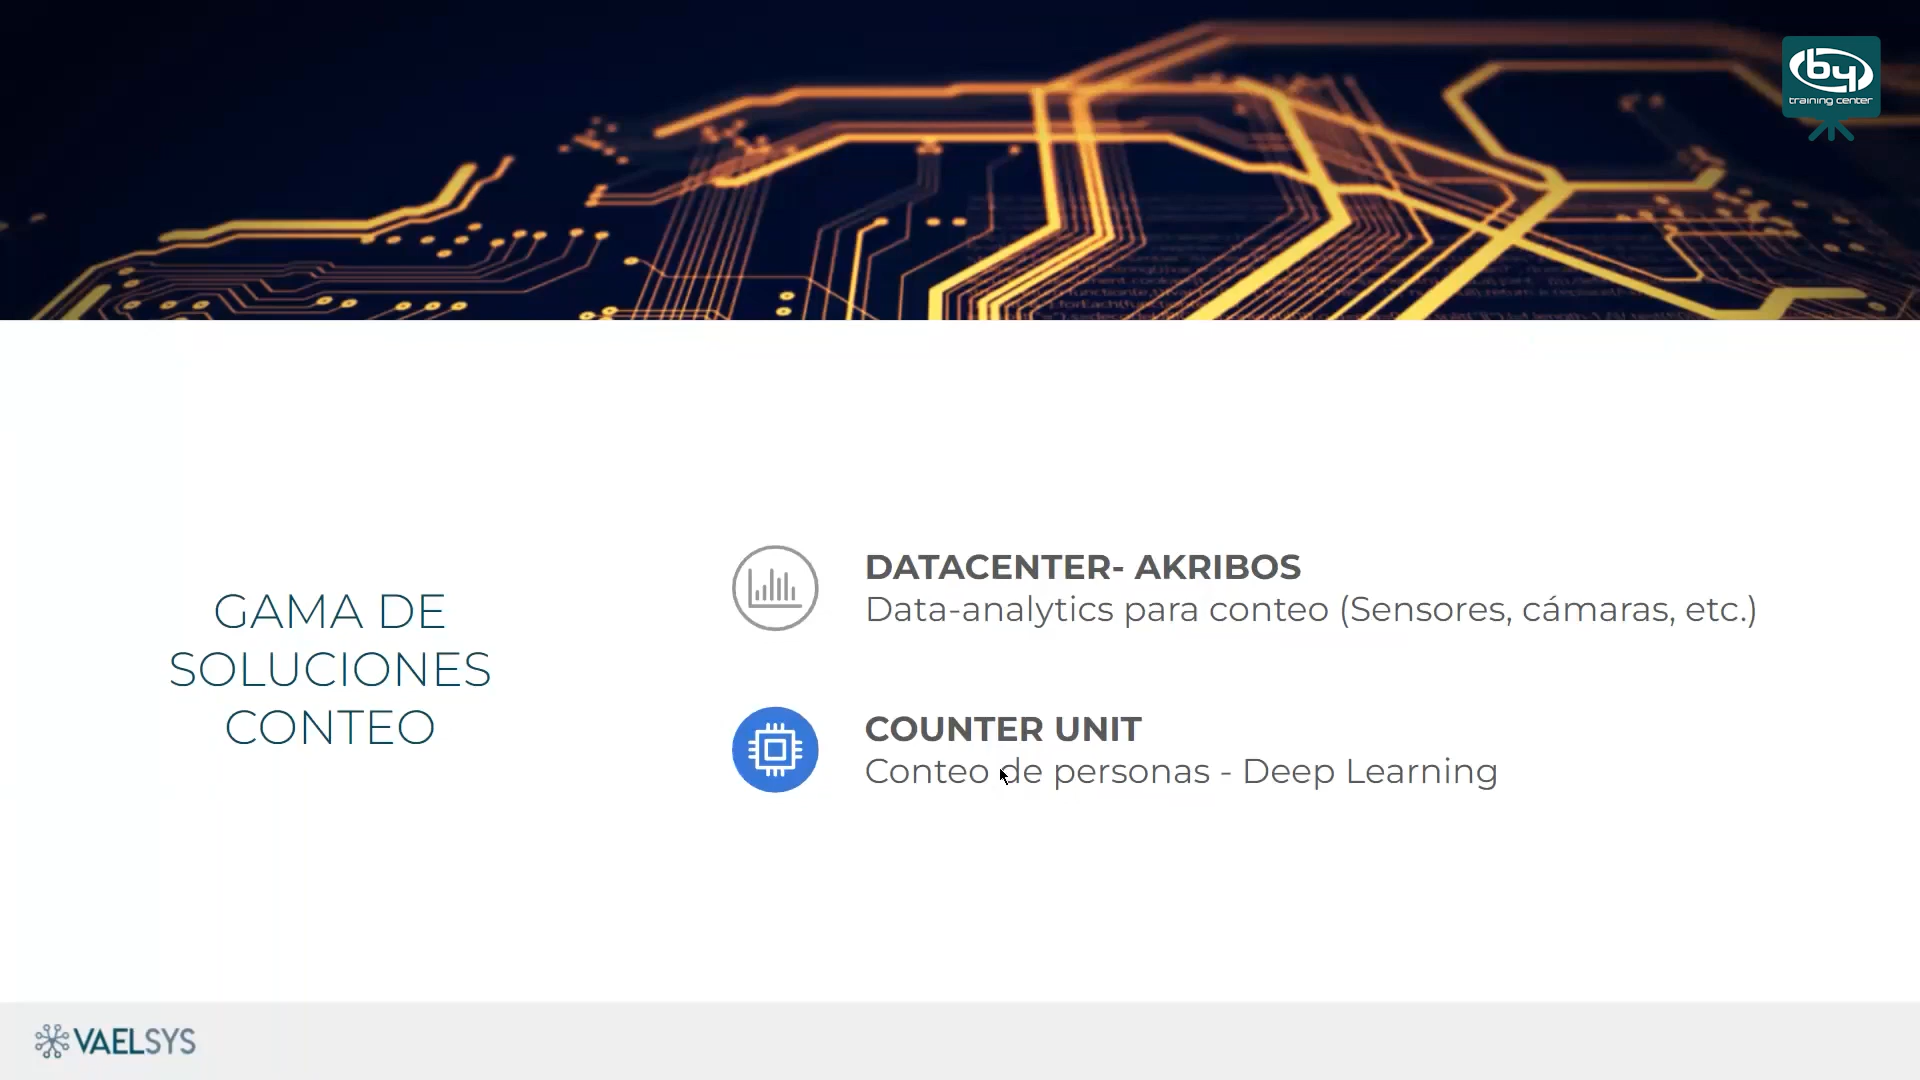 by
training center
GAMA DE
SOLUCIONES
CONTEO
DATACENTER- AKRIBOS
Data-analytics para conteo (Sensores, cámaras, etc.)
COUNTER UNIT
Conteo de personas - Deep Learning
VAELSYS